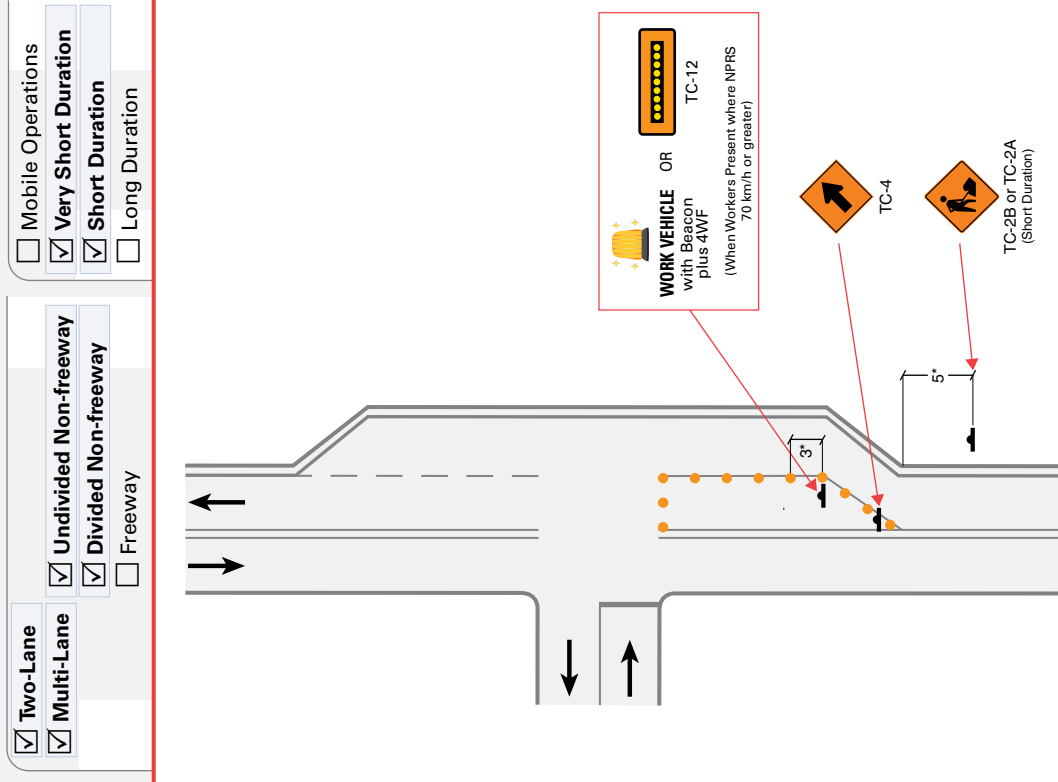 Two-Lane
Multi-Lane
Undivided Non-freeway
Divided Non-freeway
Freeway
Mobile Operations
Very Short Duration
Short Duration
Long Duration
WORK VEHICLE
with Beacon
plus 4WF
OR
TC-12
(When Workers Present where NPRS
70 km/h or greater)
TC-4
TC-2B or TC-2A
(Short Duration)
3*
5*